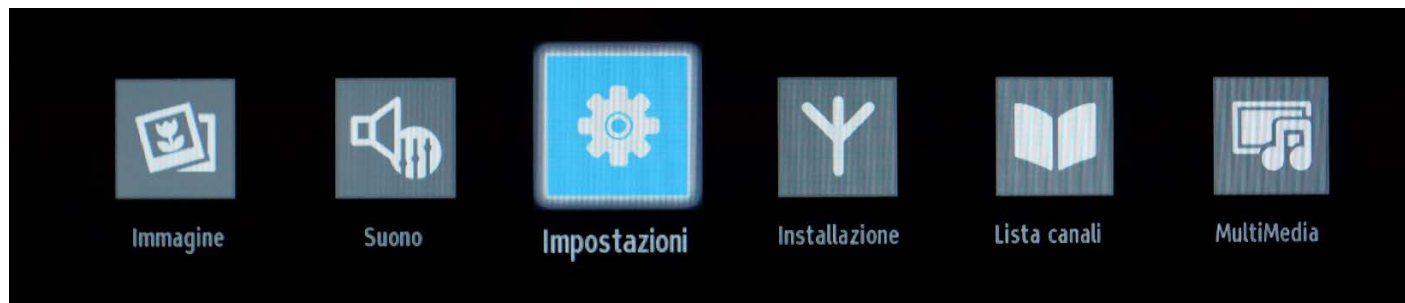 Immagine
Suono
Impostazioni
Installazione
Lista canali
MultiMedia